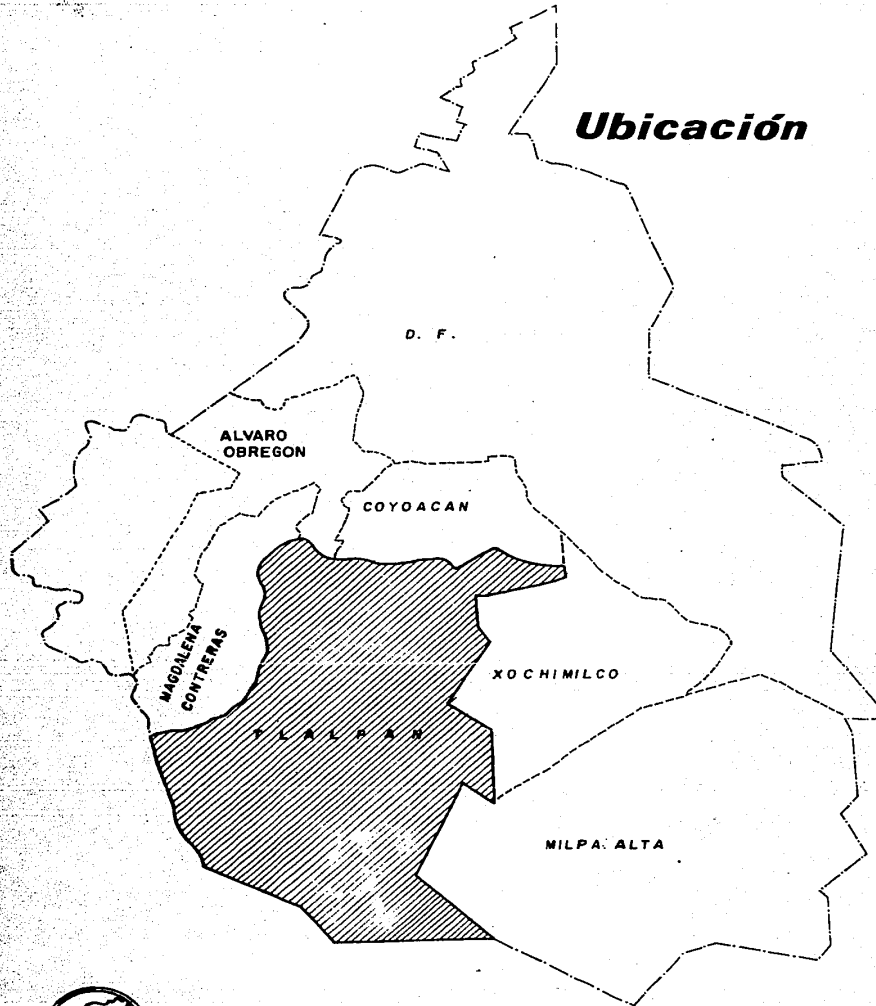 Ubicación
D. F.
ALVARO
OBREGON
COYOACAN
MAGDALENA
CONTRERAS
XOCHIMILCO
TLALPAN
MILPA. ALTA